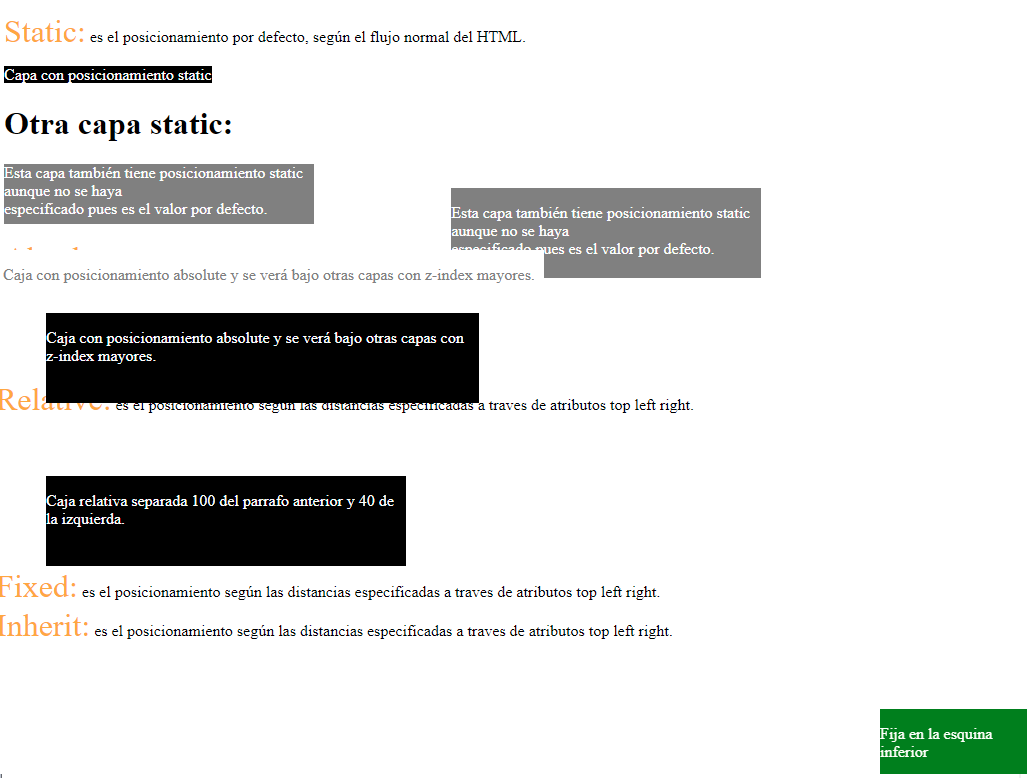 Static: es el posicionamiento por defecto, según el flujo normal del HTML.
Capa con posicionamiento static
Otra capa static:
Esta capa también tiene posicionamiento static
aunque no se haya
especificado pues es el valor por defecto.
Esta capa también tiene posicionamiento static
aunque no se haya
especificado pues es el valor por defecto.
Caja con posicionamiento absolute y se verá bajo otras capas con z-index mayores.
Caja con posicionamiento absolute y se verá bajo otras capas con
z-index mayores.
Relative: es el posicionamiento según las distancias especificadas a traves de atributos top left right.
Caja relativa separada 100 del parrafo anterior y 40 de
la izquierda.
Fixed: es el posicionamiento según las distancias especificadas a traves de atributos top left right.
Inherit: es el posicionamiento según las distancias especificadas a traves de atributos top left right.
Fija en la esquina
inferior